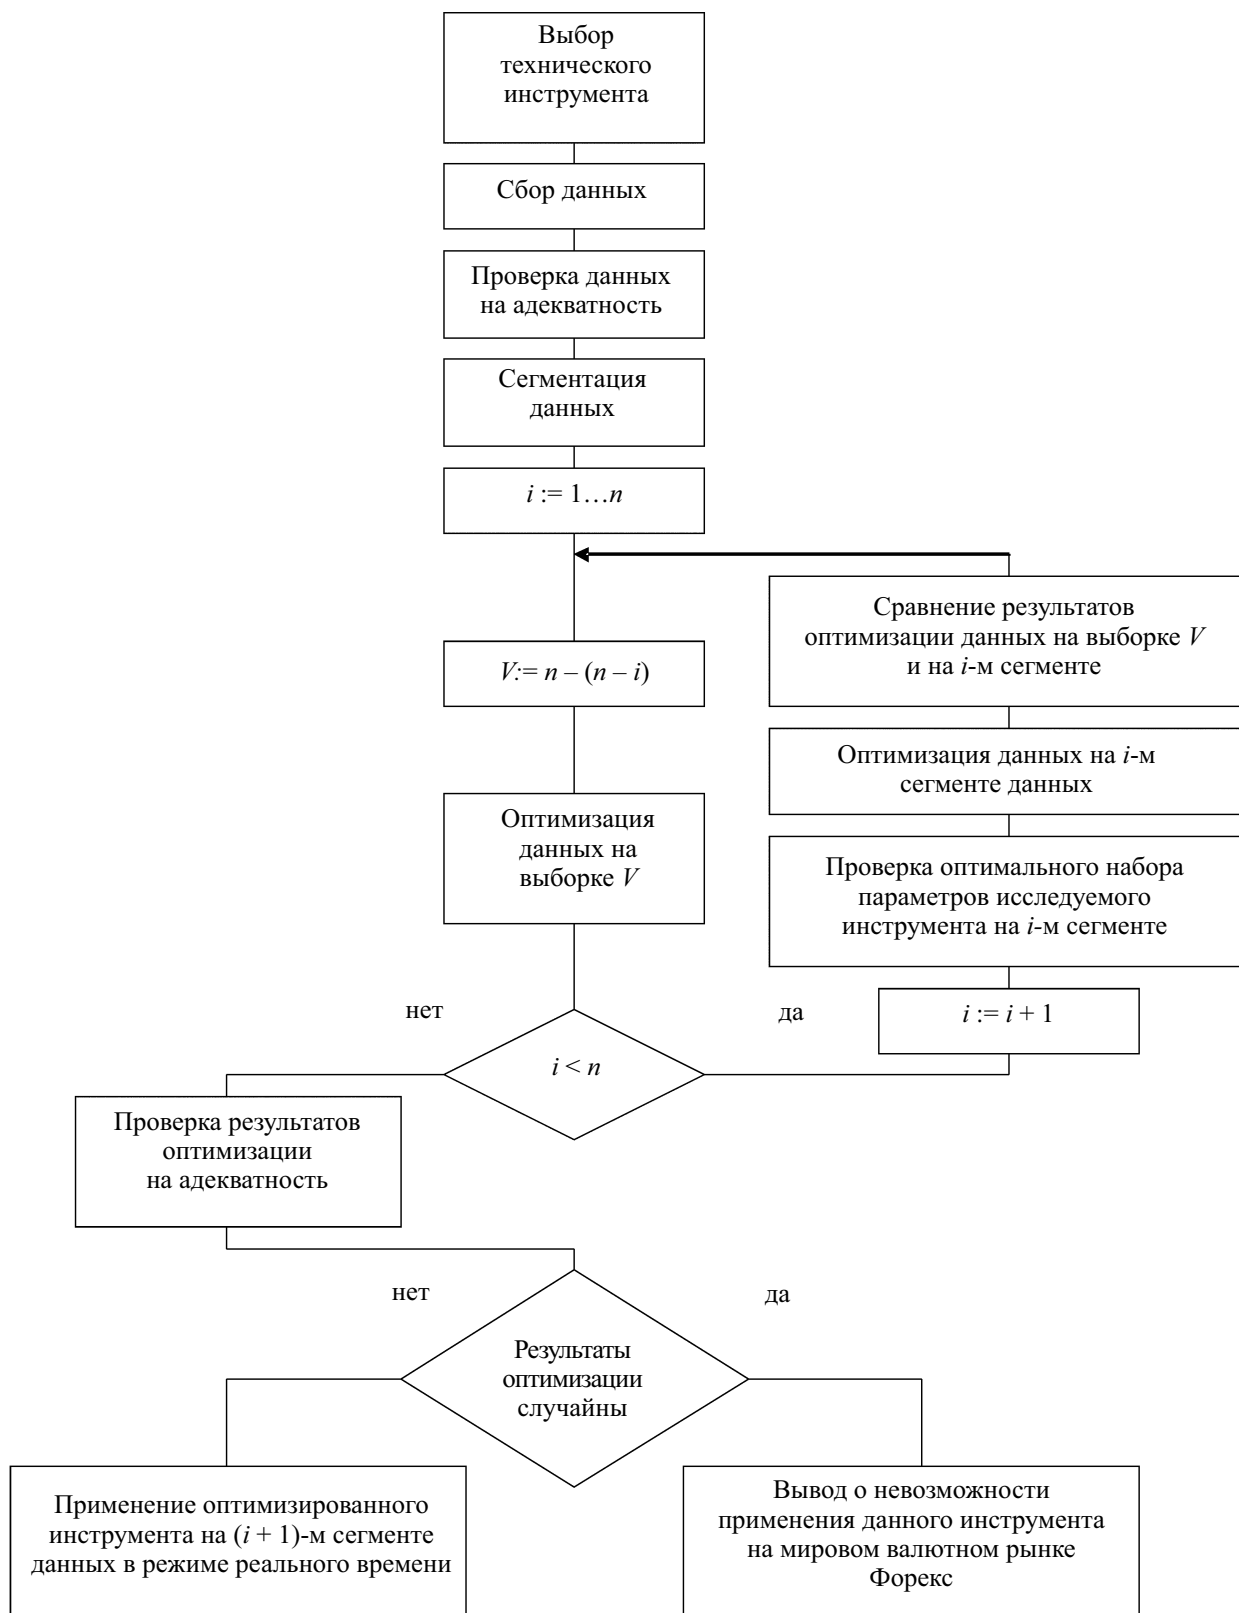 Выбор
технического
инструмента
Сбор данных
Проверка данных
на адекватность
Сегментация
данных
i := 1…n
V:= n – (n – i)
Оптимизация
данных на
выборке V
Сравнение результатов
оптимизации данных на выборке V
и на i-м сегменте
Оптимизация данных на i-м
сегменте данных
Проверка оптимального набора
параметров исследуемого
инструмента на i-м сегменте
i := i + 1
нет
да
i < n
Проверка результатов
оптимизации
на адекватность
нет
да
Результаты
оптимизации
случайны
Применение оптимизированного
инструмента на (i + 1)-м сегменте
данных в режиме реального времени
Вывод о невозможности
применения данного инструмента
на мировом валютном рынке
Форекс